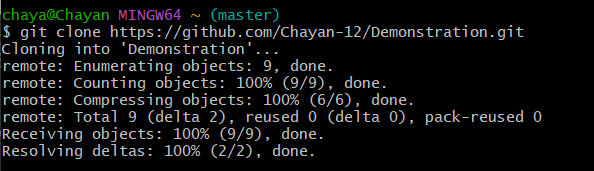 chaya@Chayan MINGW64 ~ (master)
$ git clone https://github.com/Chayan-12/Demonstration.git
Cloning into 'Demonstration'...
remote: Enumerating objects: 9, done.
remote: Counting objects: 100% (9/9), done.
remote: Compressing objects: 100% (6/6), done.
remote: Total 9 (delta 2), reused 0 (delta 0), pack-reused 0
Receiving objects: 100% (9/9), done.
Resolving deltas: 100% (2/2), done.